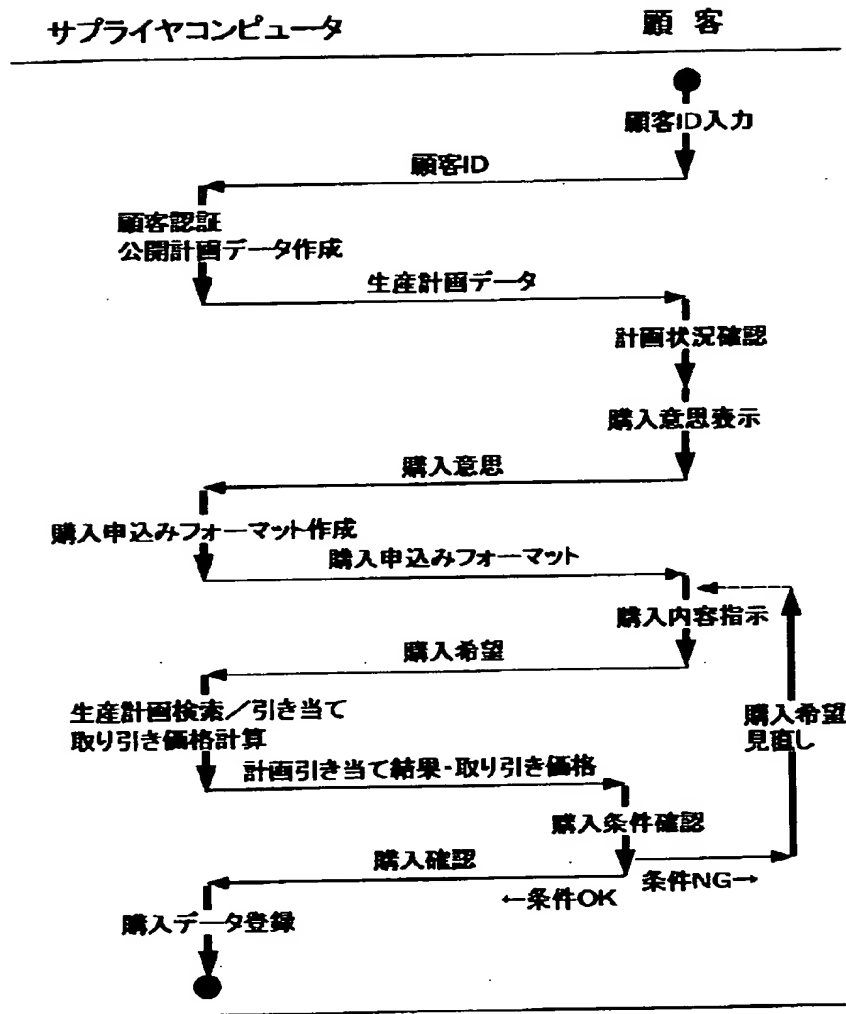 サプライヤコンピュータ
顧客
顧客ID入力
顧客ID
顧客認証
公開計画データ作成
生産計画データ
計画状況確認
購入意思表示
購入意思
購入申込みフォーマット作成
購入申込みフォーマット
購入内容指示
購入希望
生産計画検索／引き当て
取り引き価格計算
購入希望
見直し
計画引き当て結果・取り引き価格
購入条件確認
購入確認
条件NG→
←条件OK
購入データ登録